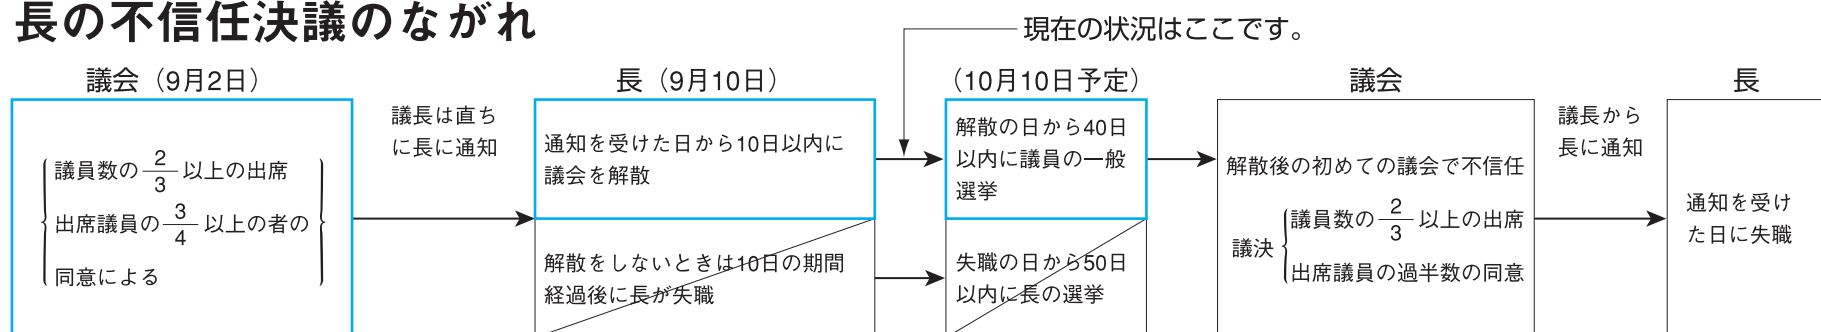 長の不信任決議のながれ
現在の状況はここです。
議会（9月2日）
議員数の2/3以上の出席
出席議員の3/4以上の者の
同意による
議長は直ち
に長に通知
長（9月10日）
通知を受けた日から10日以内に
議会を解散
解散をしないときは10日の期間
経過後に長が失職
（10月10日予定）
解散の日から40日
以内に議員の一般
選挙
失職の日から50日
以内に長の選挙
議会
解散後の初めての議会で不信任
議決
議員数の2/3以上の出席
出席議員の過半数の同意
議長から
長に通知
長
通知を受け
た日に失職